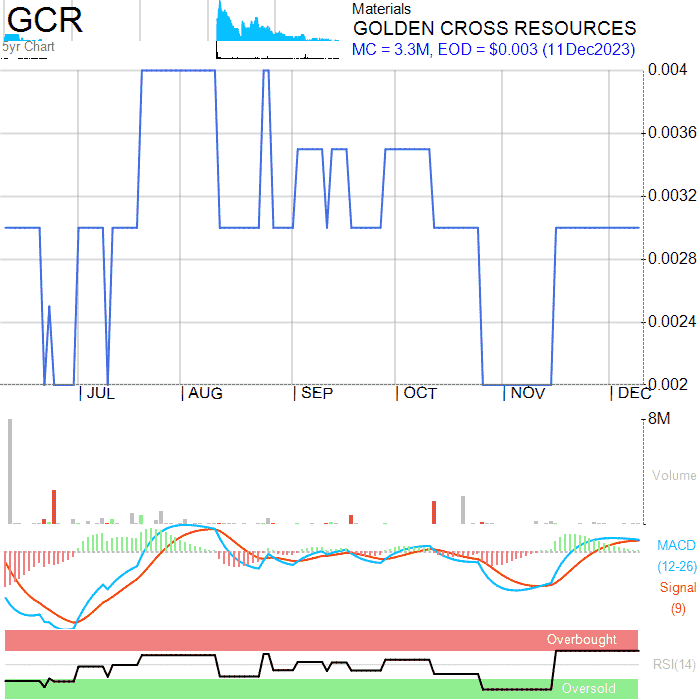 GCR
5yr Chart
Materials
GOLDEN CROSS RESOURCES
MC = 3.3M, EOD = $0.003 (11Dec2023)
0.004
0.0036
0.0032
0.0028
0.0024
0.002
JUL AUG SEP OCT NOV DEC
8M
Volume
MACD
(12-26)
Signal
(9)
Overbought
RSI(14)
Oversold